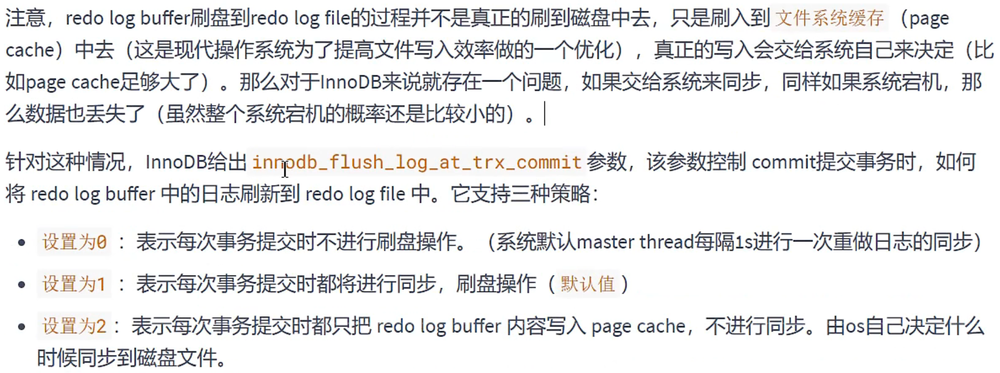 注意，redo log buffer刷盘到redo log file的过程并不是真正的刷到磁盘中去，只是刷入到 文件系统缓存 （page
cache）中去（这是现代操作系统为了提高文件写入效率做的一个优化），真正的写入会交给系统自己来决定（比
如page cache足够大了）。那么对于InnoDB来说就存在一个问题，如果交给系统来同步，同样如果系统宕机，那
么数据也丢失了（虽然整个系统宕机的概率还是比较小的）。
针对这种情况，InnoDB给出 innodb_flush_log_at_trx_commit 参数，该参数控制 commit提交事务时，如何
将 redo log buffer 中的日志刷新到 redo log file 中。它支持三种策略：
• 设置为0 ：表示每次事务提交时不进行刷盘操作。（系统默认master thread每隔1s进行一次重做日志的同步）
• 设置为1 ：表示每次事务提交时都将进行同步，刷盘操作（ 默认值 ）
• 设置为2 ：表示每次事务提交时都只把 redo log buffer 内容写入 page cache，不进行同步。由os自己决定什么
时候同步到磁盘文件。